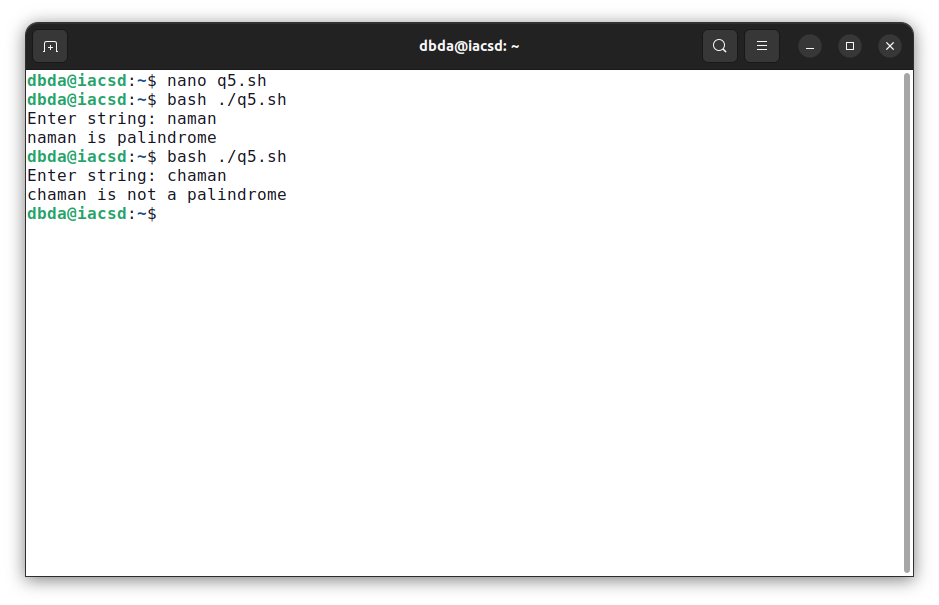 dbda@iacsd: ~
dbda@iacsd:~$ nano q5.sh
dbda@iacsd:~$ bash ./q5.sh
Enter string: naman
naman is palindrome
dbda@iacsd:~$ bash ./q5.sh
Enter string: chaman
chaman is not a palindrome
dbda@iacsd:~$